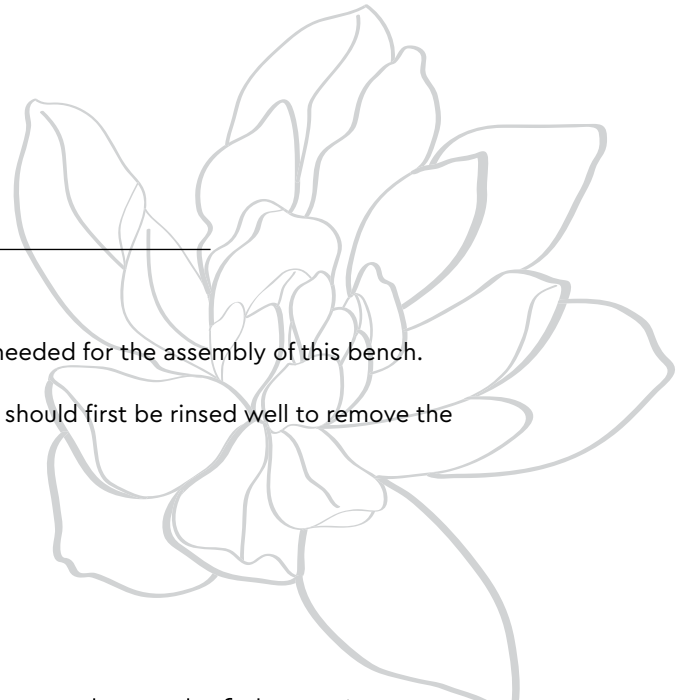 needed for the assembly of this bench.
should first be rinsed well to remove the